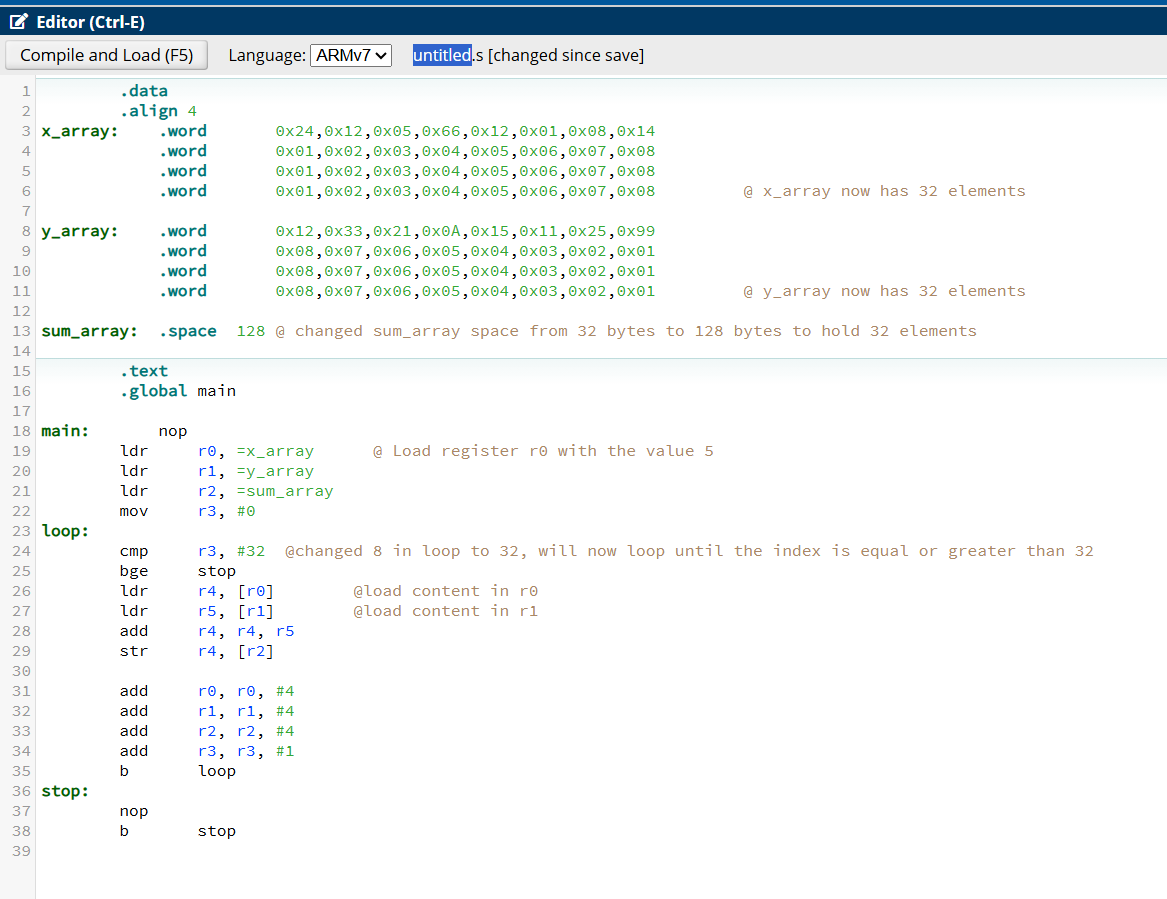 Editor (Ctrl-E)
Compile and Load (F5) Language: ARMv7 untitled.s [changed since save]
1 .data
2 .align 4
3 x_array: .word 0x24,0x12,0x05,0x66,0x12,0x01,0x08,0x14
4 .word 0x01,0x02,0x03,0x04,0x05,0x06,0x07,0x08
5 .word 0x01,0x02,0x03,0x04,0x05,0x06,0x07,0x08
6 .word 0x01,0x02,0x03,0x04,0x05,0x06,0x07,0x08 @ x_array now has 32 elements
7
8 y_array: .word 0x12,0x33,0x21,0x0A,0x15,0x11,0x25,0x99
9 .word 0x08,0x07,0x06,0x05,0x04,0x03,0x02,0x01
10 .word 0x08,0x07,0x06,0x05,0x04,0x03,0x02,0x01
11 .word 0x08,0x07,0x06,0x05,0x04,0x03,0x02,0x01 @ y_array now has 32 elements
12
13 sum_array: .space 128 @ changed sum_array space from 32 bytes to 128 bytes to hold 32 elements
14
15 .text
16 .global main
17
18 main: nop
19 ldr r0, =x_array @ Load register r0 with the value 5
20 ldr r1, =y_array
21 ldr r2, =sum_array
22 mov r3, #0
23 loop:
24 cmp r3, #32 @changed 8 in loop to 32, will now loop until the index is equal or greater than 32
25 bge stop
26 ldr r4, [r0] @load content in r0
27 ldr r5, [r1] @load content in r1
28 add r4, r4, r5
29 str r4, [r2]
30
31 add r0, r0, #4
32 add r1, r1, #4
33 add r2, r2, #4
34 add r3, r3, #1
35 b loop
36 stop:
37 nop
38 b stop
39